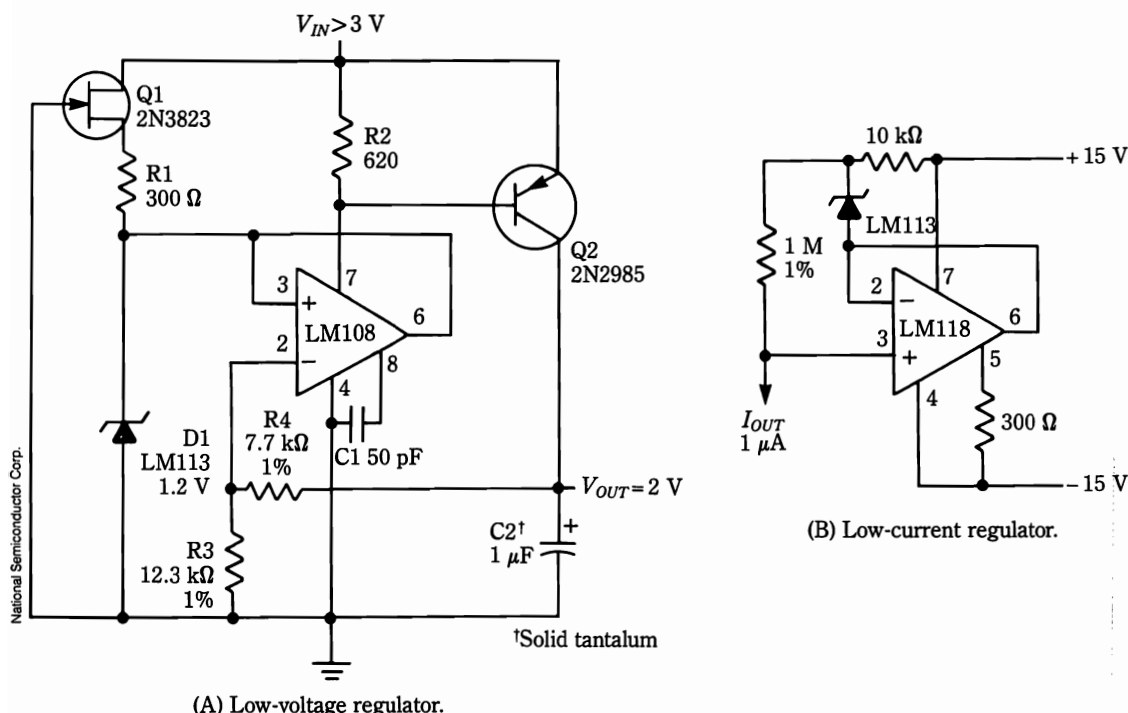 V_IN > 3 V
Q1
2N3823
R1
300 Ω
R2
620
Q2
2N2985
3
+
7
LM108
6
2
−
8
4
C1 50 pF
R4
7.7 kΩ
1%
D1
LM113
1.2 V
R3
12.3 kΩ
1%
V_OUT = 2 V
C2†
1 μF
+
†Solid tantalum
National Semiconductor Corp.
(A) Low-voltage regulator.
10 kΩ
+15 V
LM113
1 M
1%
2
−
7
LM118
6
3
+
5
4
300 Ω
I_OUT
1 μA
−15 V
(B) Low-current regulator.